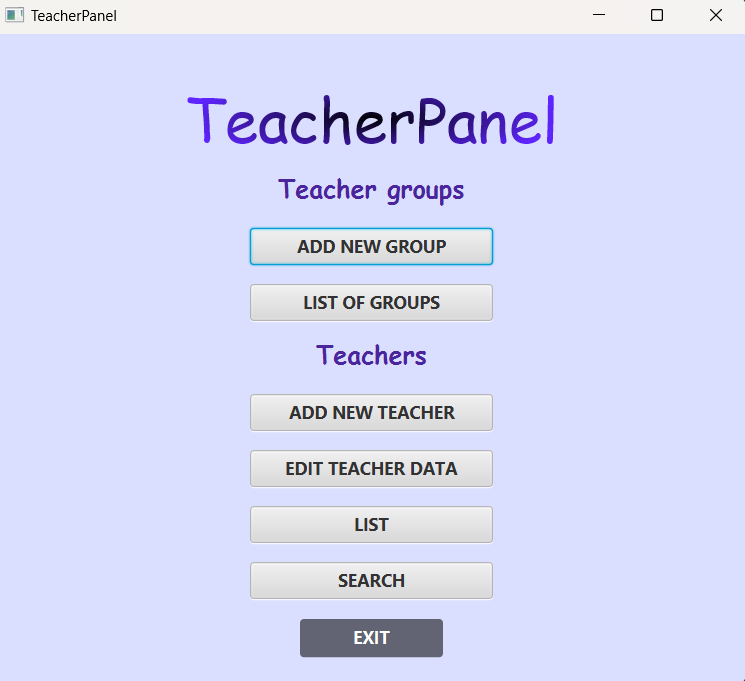 TeacherPanel
TeacherPanel
Teacher groups
ADD NEW GROUP
LIST OF GROUPS
Teachers
ADD NEW TEACHER
EDIT TEACHER DATA
LIST
SEARCH
EXIT